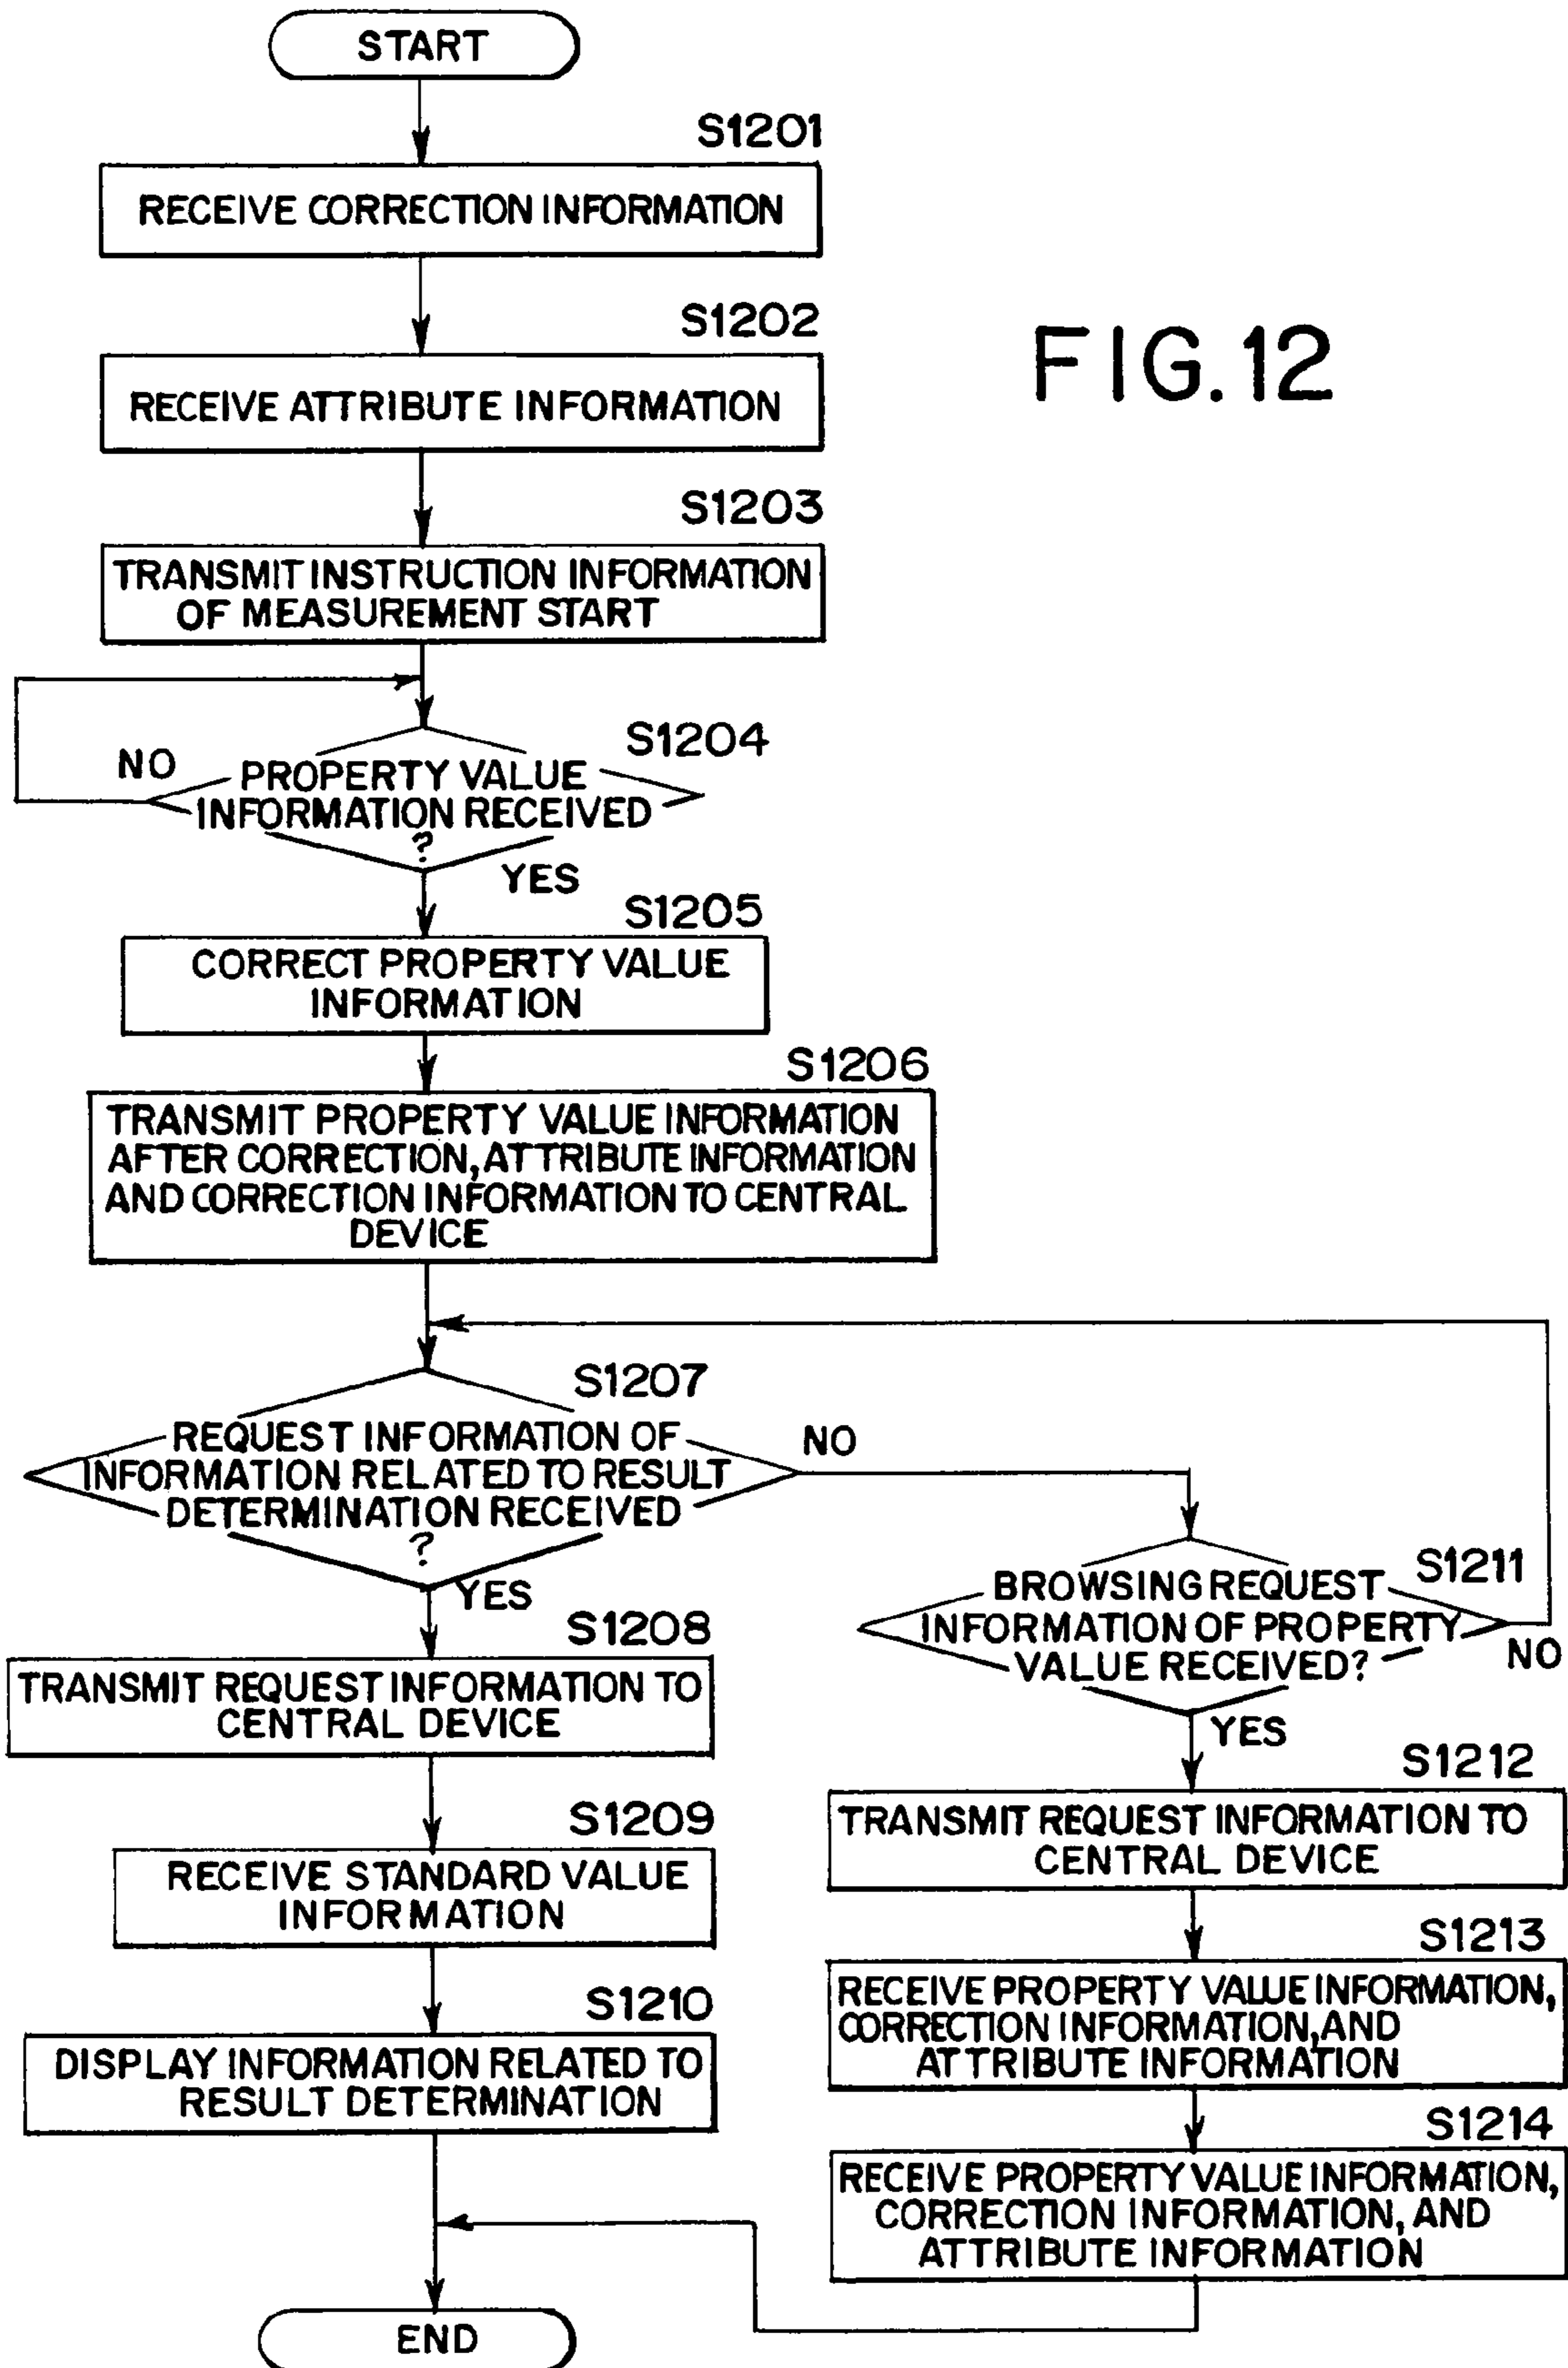 START
S1201
RECEIVE CORRECTION INFORMATION
S1202
RECEIVE ATTRIBUTE INFORMATION
FIG.12
S1203
TRANSMIT INSTRUCTION INFORMATION
OF MEASUREMENT START
S1204
NO
PROPERTY VALUE
INFORMATION RECEIVED
?
YES
S1205
CORRECT PROPERTY VALUE
INFORMATION
S1206
TRANSMIT PROPERTY VALUE INFORMATION
AFTER CORRECTION, ATTRIBUTE INFORMATION
AND CORRECTION INFORMATION TO CENTRAL
DEVICE
S1207
REQUEST INFORMATION OF
INFORMATION RELATED TO RESULT
DETERMINATION RECEIVED
?
NO
YES
S1208
TRANSMIT REQUEST INFORMATION TO
CENTRAL DEVICE
S1209
RECEIVE STANDARD VALUE
INFORMATION
S1210
DISPLAY INFORMATION RELATED TO
RESULT DETERMINATION
S1211
BROWSING REQUEST
INFORMATION OF PROPERTY
VALUE RECEIVED?
NO
YES
S1212
TRANSMIT REQUEST INFORMATION TO
CENTRAL DEVICE
S1213
RECEIVE PROPERTY VALUE INFORMATION,
CORRECTION INFORMATION, AND
ATTRIBUTE INFORMATION
S1214
RECEIVE PROPERTY VALUE INFORMATION,
CORRECTION INFORMATION, AND
ATTRIBUTE INFORMATION
END